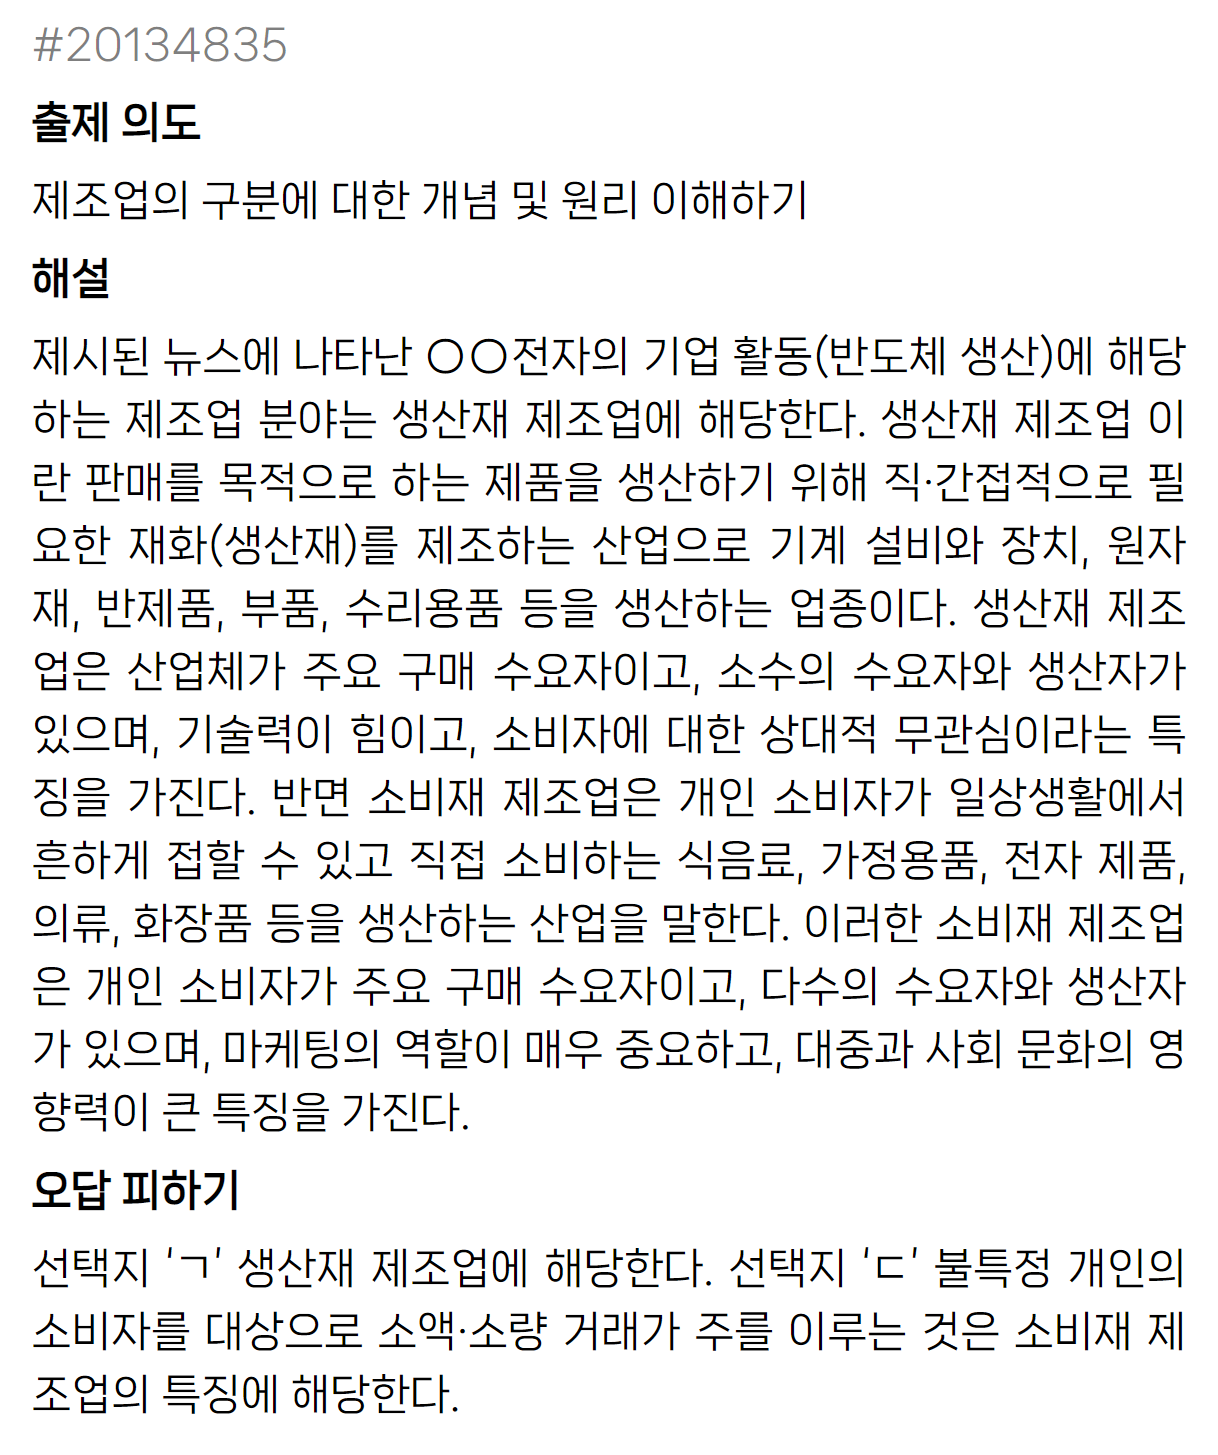 #20134835
출제 의도
제조업의 구분에 대한 개념 및 원리 이해하기
해설
제시된 뉴스에 나타난 〇〇전자의 기업 활동(반도체 생산)에 해당
하는 제조업 분야는 생산재 제조업에 해당한다. 생산재 제조업 이
란 판매를 목적으로 하는 제품을 생산하기 위해 직·간접적으로 필
요한 재화(생산재)를 제조하는 산업으로 기계 설비와 장치, 원자
재, 반제품, 부품, 수리용품 등을 생산하는 업종이다. 생산재 제조
업은 산업체가 주요 구매 수요자이고, 소수의 수요자와 생산자가
있으며, 기술력이 힘이고, 소비자에 대한 상대적 무관심이라는 특
징을 가진다. 반면 소비재 제조업은 개인 소비자가 일상생활에서
흔하게 접할 수 있고 직접 소비하는 식음료, 가정용품, 전자 제품,
의류, 화장품 등을 생산하는 산업을 말한다. 이러한 소비재 제조업
은 개인 소비자가 주요 구매 수요자이고, 다수의 수요자와 생산자
가 있으며, 마케팅의 역할이 매우 중요하고, 대중과 사회 문화의 영
향력이 큰 특징을 가진다.
오답 피하기
선택지 ‘ㄱ’ 생산재 제조업에 해당한다. 선택지 ‘ㄷ’ 불특정 개인의
소비자를 대상으로 소액·소량 거래가 주를 이루는 것은 소비재 제
조업의 특징에 해당한다.